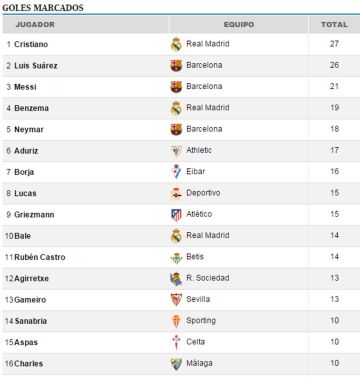 GOLES MARCADOS
JUGADOR EQUIPO TOTAL
1 Cristiano Real Madrid 27
2 Luis Suárez Barcelona 26
3 Messi Barcelona 21
4 Benzema Real Madrid 19
5 Neymar Barcelona 18
6 Aduriz Athletic 17
7 Borja Eibar 16
8 Lucas Deportivo 15
9 Griezmann Atlético 15
10 Bale Real Madrid 14
11 Rubén Castro Betis 14
12 Agirretxe R. Sociedad 13
13 Gameiro Sevilla 13
14 Sanabria Sporting 10
15 Aspas Celta 10
16 Charles Málaga 10